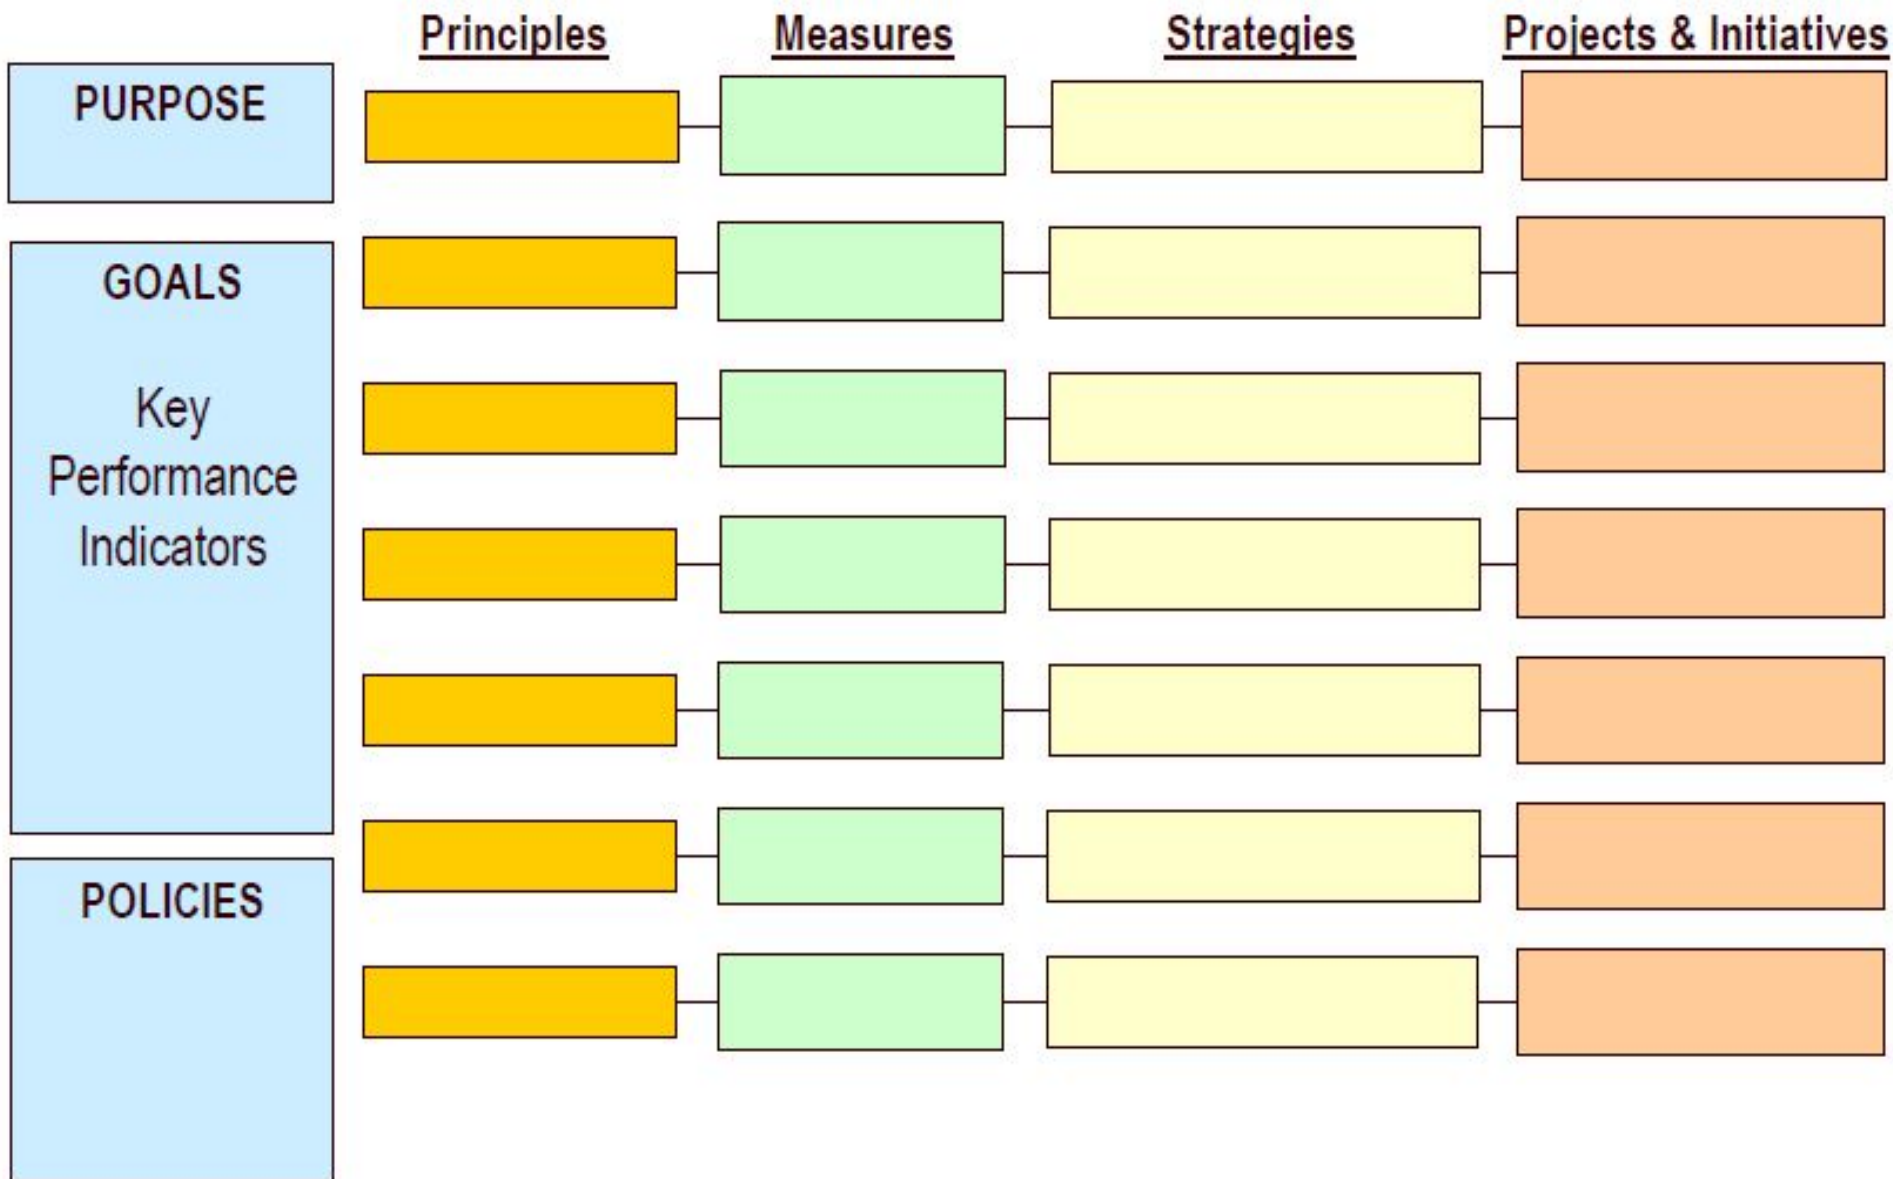 Principles
Measures
Strategies
Projects & Initiatives
PURPOSE
GOALS
Key
Performance
Indicators
POLICIES